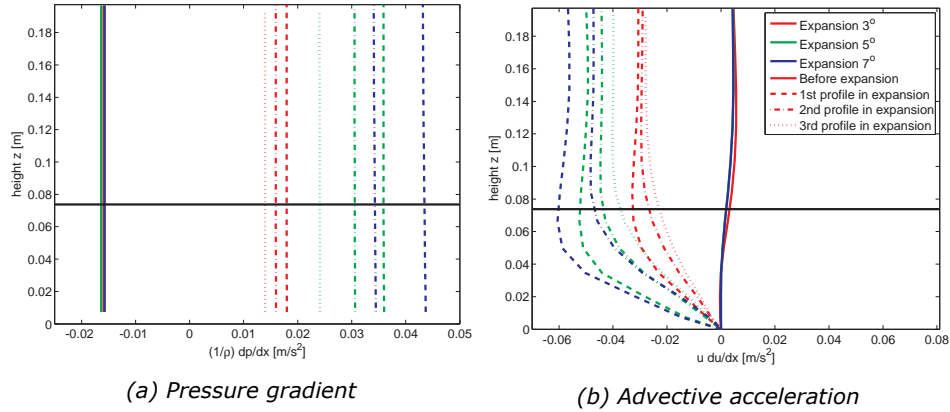 height z [m]
0.18
0.16
0.14
0.12
0.1
0.08
0.06
0.04
0.02
0
-0.02
-0.01
0
0.01
0.02
0.03
0.04
0.05
(1/ρ) dp/dx [m/s²]
(a) Pressure gradient
height z [m]
0.18
0.16
0.14
0.12
0.1
0.08
0.06
0.04
0.02
0
-0.06
-0.04
-0.02
0
0.02
0.04
0.06
0.08
u du/dx [m/s²]
Expansion 3°
Expansion 5°
Expansion 7°
Before expansion
1st profile in expansion
2nd profile in expansion
3rd profile in expansion
(b) Advective acceleration